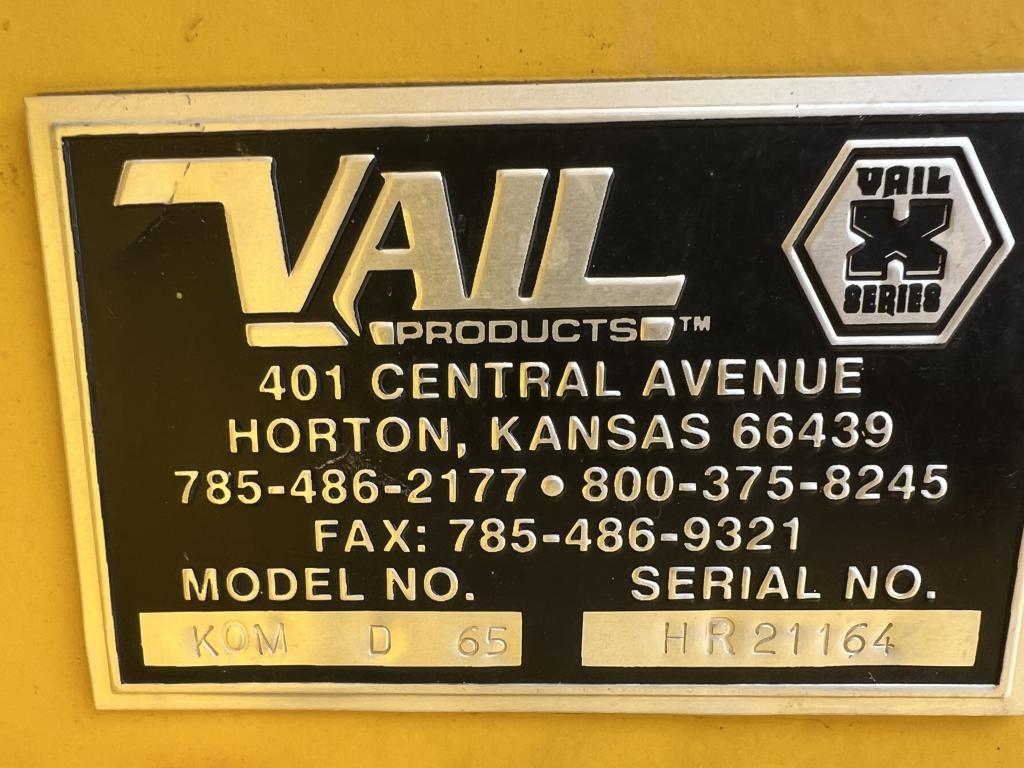 VAIL
PRODUCTS™
VAIL
X
SERIES
401 CENTRAL AVENUE
HORTON, KANSAS 66439
785-486-2177 • 800-375-8245
FAX: 785-486-9321
MODEL NO. SERIAL NO.
KOM D 65 HR21164